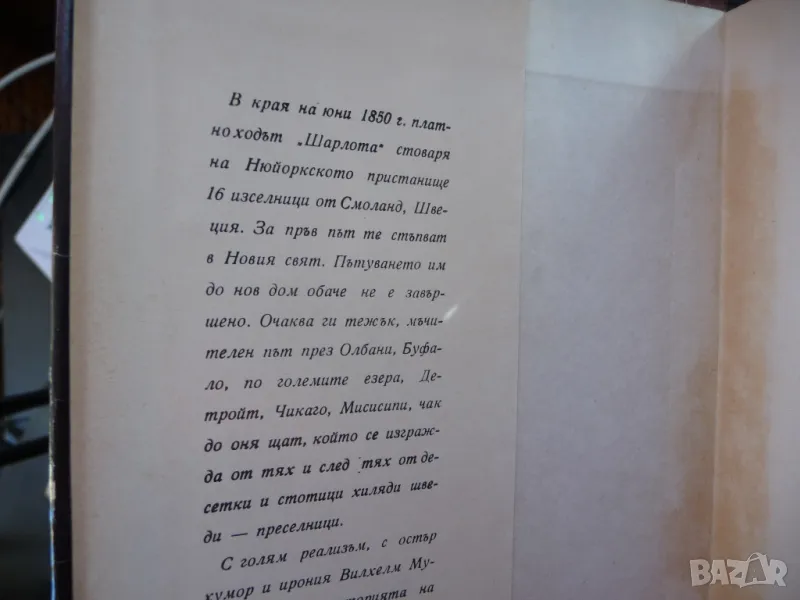 В края на юни 1850 г. плат-
ноходът „Шарлота“ стоваря
на Нюйоркското пристанище
16 изселници от Смоланд, Шве-
ция. За пръв път те стъпват
в Новия свят. Пътуването им
до нов дом обаче не е завър-
шено. Очаква ги тежък, мъчи-
телен път през Олбани, Буфа-
ло, по големите езера, Де-
тройт, Чикаго, Мисисипи, чак
до оня щат, който се изграж-
да от тях и след тях от де-
сетки и стотици хиляди шве-
ди — преселници.
С голям реализъм, с остър
хумор и ирония Вилхелм Му-
на
BAZAR